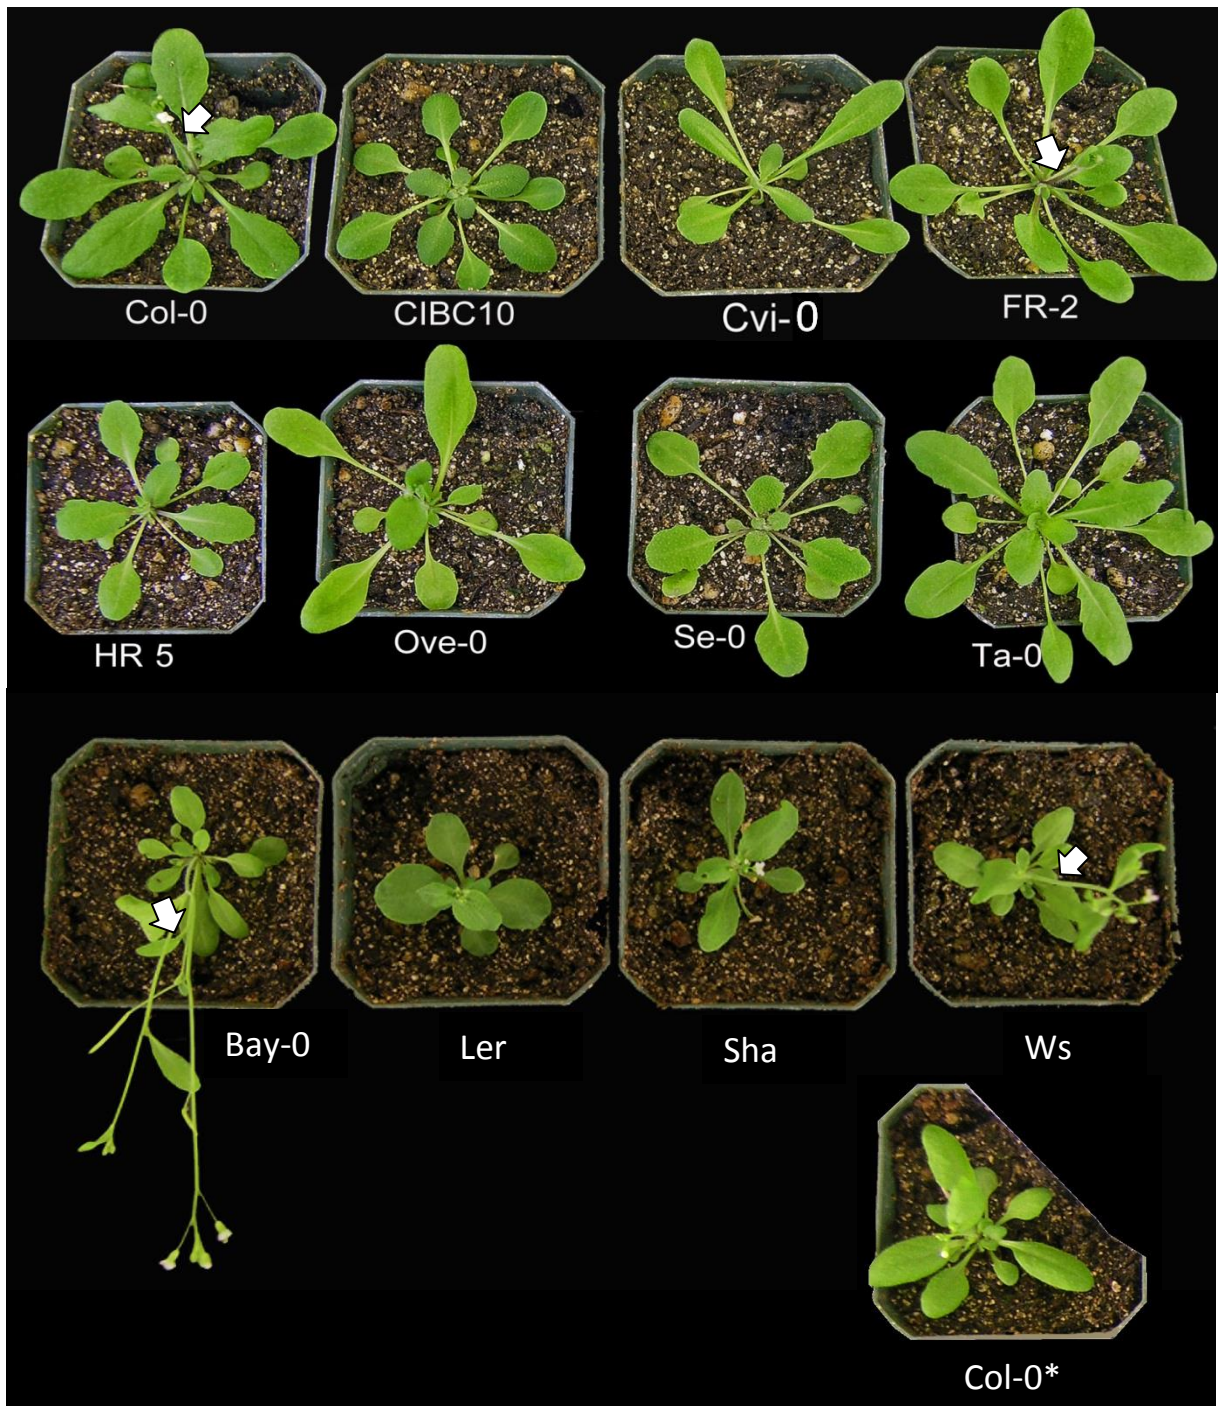 Col-0
CIBC10
Cvi-0
FR-2
HR 5
Ove-0
Se-0
Ta-0
Bay-0
Ler
Sha
Ws
Col-0*